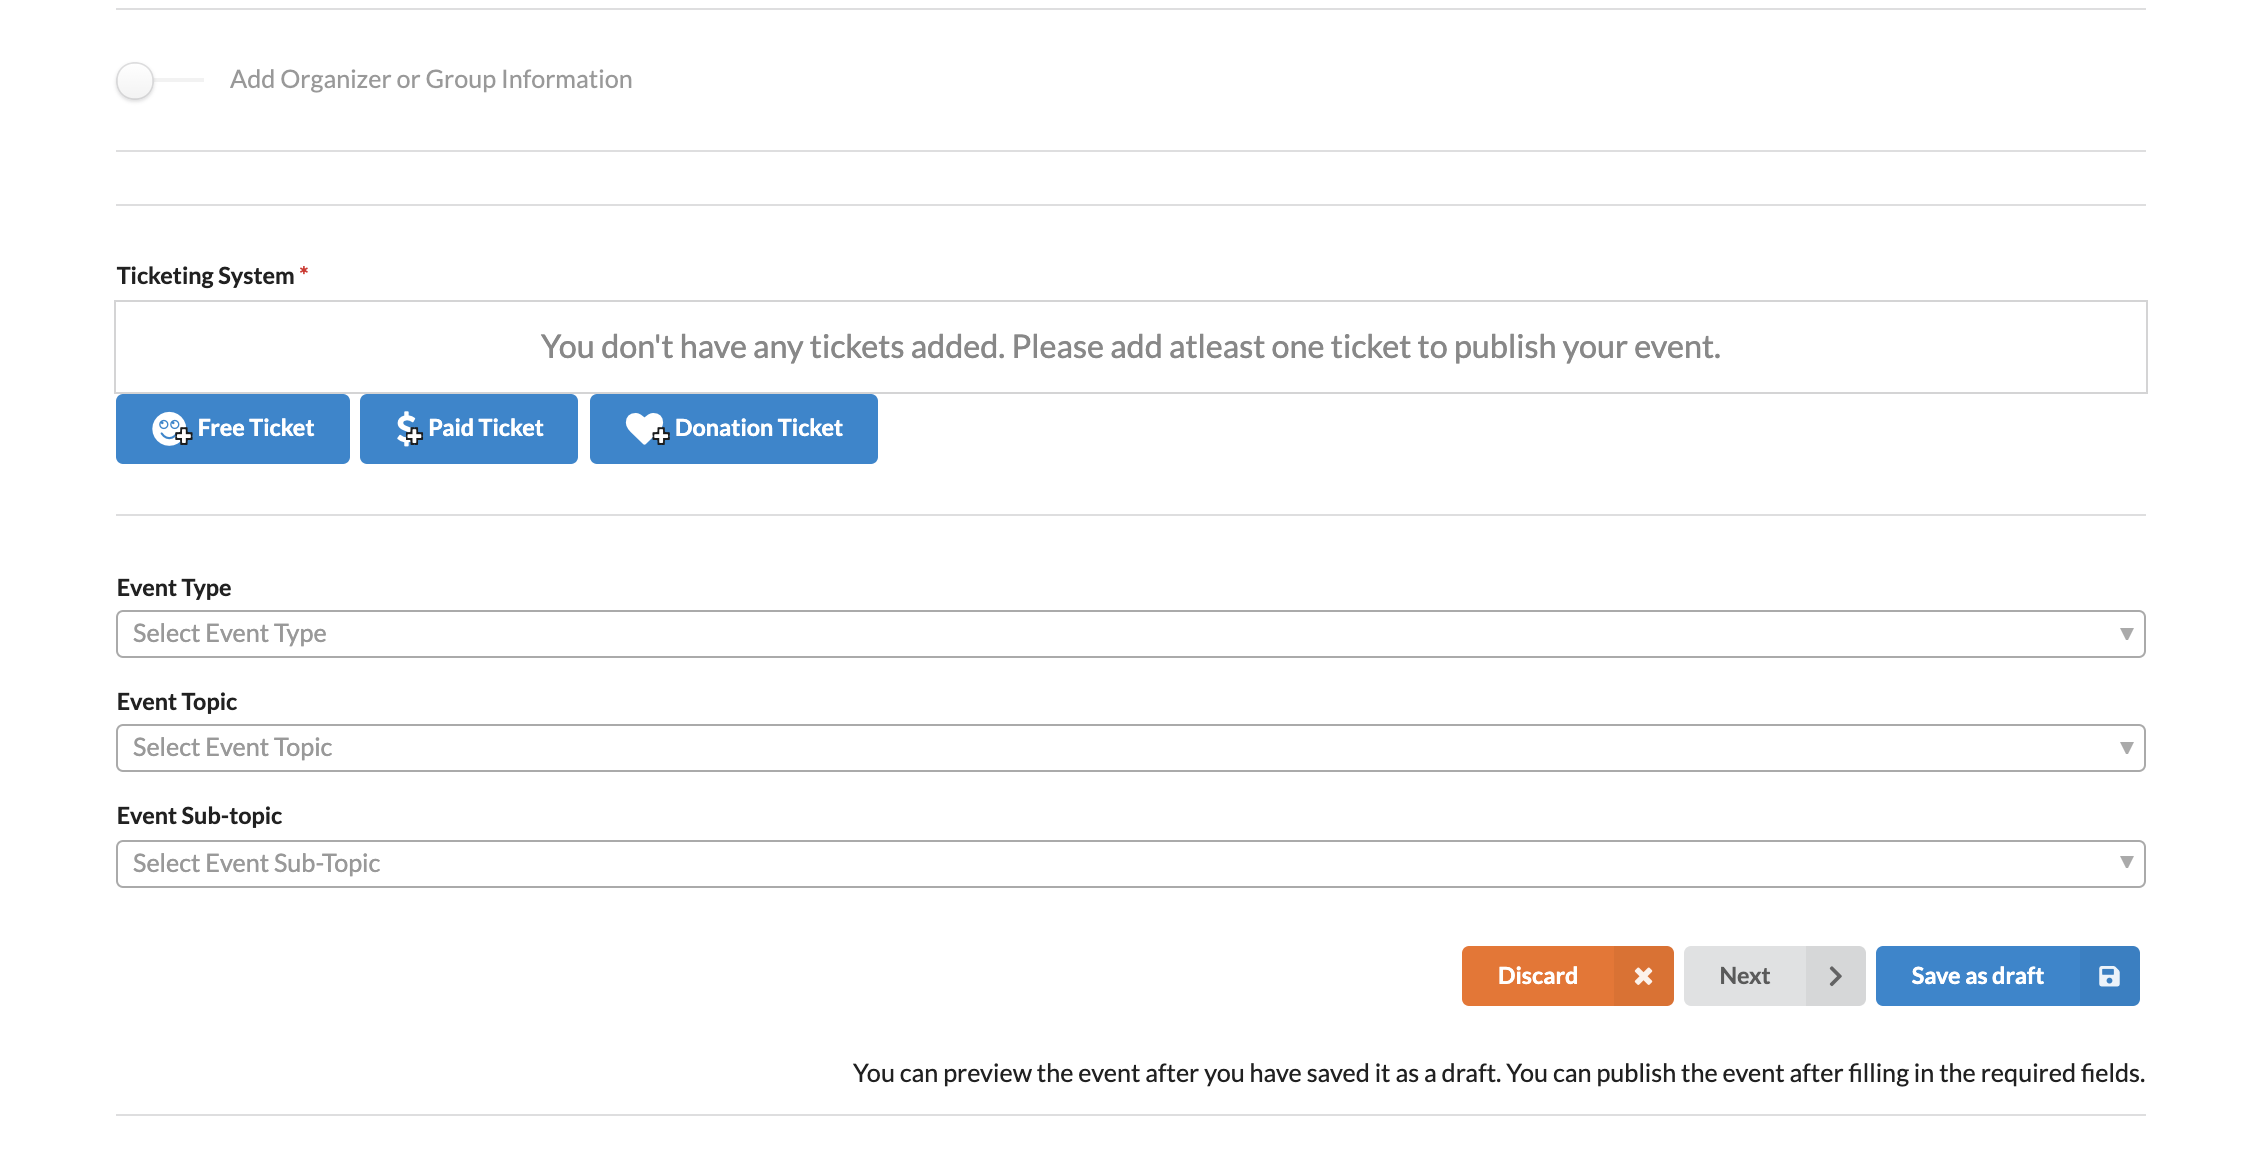 Add Organizer or Group Information
Ticketing System *
You don't have any tickets added. Please add atleast one ticket to publish your event.
Free Ticket
Paid Ticket
Donation Ticket
Event Type
Select Event Type
Event Topic
Select Event Topic
Event Sub-topic
Select Event Sub-Topic
Discard
Next
Save as draft
You can preview the event after you have saved it as a draft. You can publish the event after filling in the required fields.